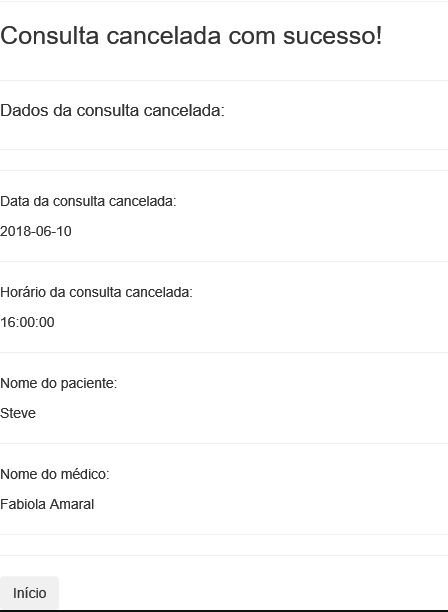 Consulta cancelada com sucesso!
Dados da consulta cancelada:
Data da consulta cancelada:
2018-06-10
Horário da consulta cancelada:
16:00:00
Nome do paciente:
Steve
Nome do médico:
Fabiola Amaral
Início